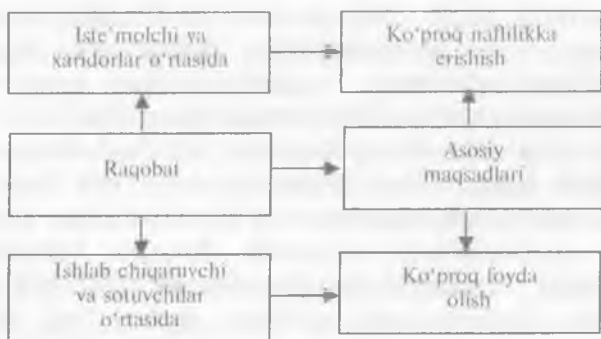 Iste'molchi va
xaridorlar o'rtasida
Ko'proq naflilikka
erishish
Raqobat
Asosiy
maqsadlari
Ishlab chiqaruvchi
va sotuvchilar
o'rtasida
Ko'proq foyda
olish